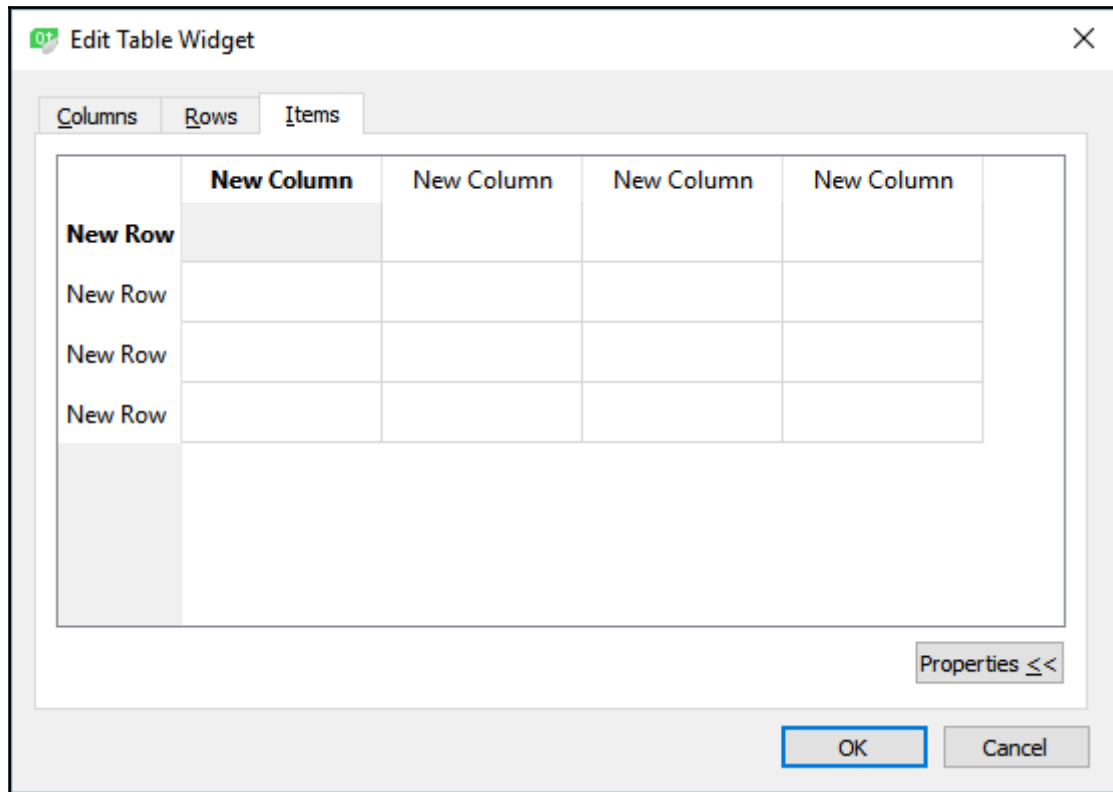 Qt Edit Table Widget
Columns Rows Items
New Column New Column New Column New Column
New Row
New Row
New Row
New Row
Properties <<
OK Cancel